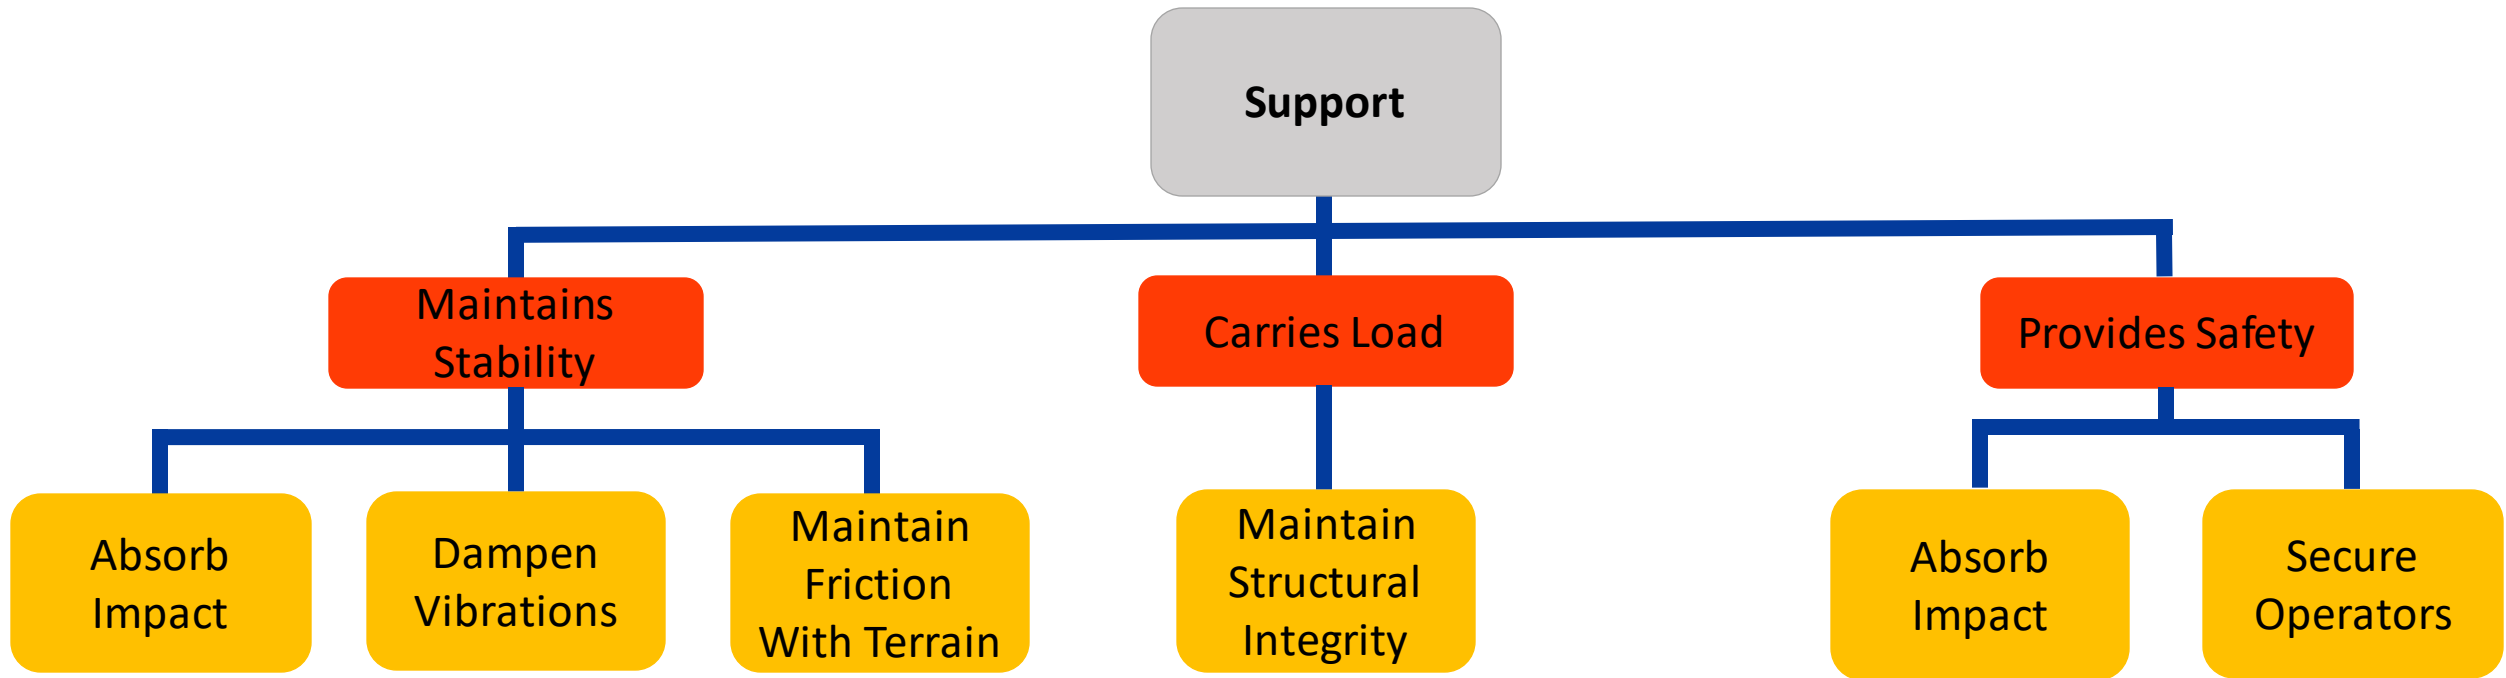 Support
Maintains
Stability
Carries Load
Provides Safety
Absorb
Impact
Dampen
Vibrations
Maintain
Friction
With Terrain
Maintain
Structural
Integrity
Absorb
Impact
Secure
Operators